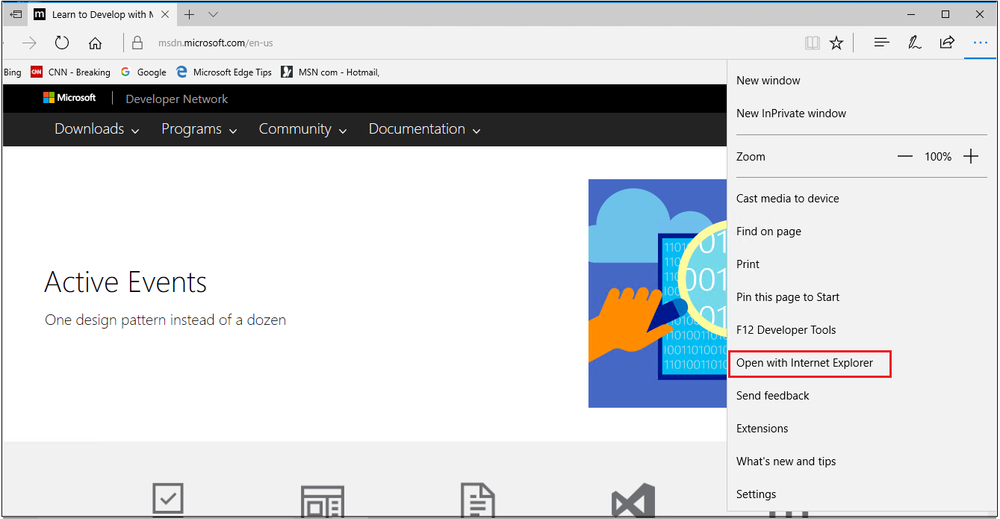 m Learn to Develop with M
msdn.microsoft.com/en-us
Bing CNN CNN - Breaking G Google Microsoft Edge Tips MSN com - Hotmail,
Microsoft Developer Network
Downloads Programs Community Documentation
Active Events
One design pattern instead of a dozen
New window
New InPrivate window
Zoom 100%
Cast media to device
Find on page
Print
Pin this page to Start
F12 Developer Tools
Open with Internet Explorer
Send feedback
Extensions
What's new and tips
Settings